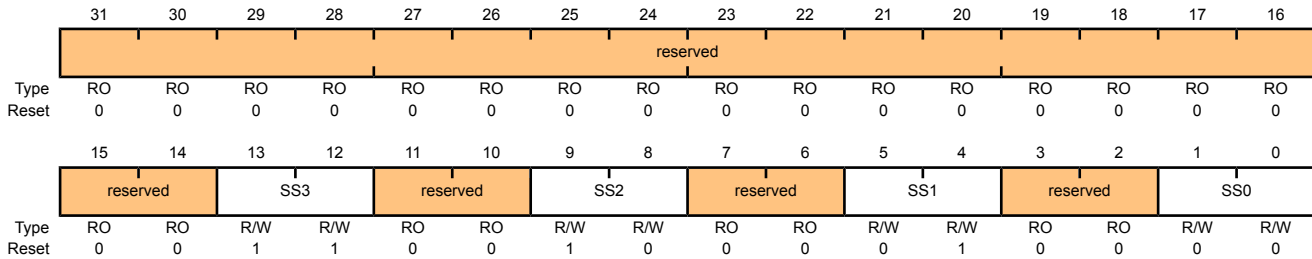 31 30 29 28 27 26 25 24 23 22 21 20 19 18 17 16
reserved
Type RO RO RO RO RO RO RO RO RO RO RO RO RO RO RO RO
Reset 0 0 0 0 0 0 0 0 0 0 0 0 0 0 0 0
15 14 13 12 11 10 9 8 7 6 5 4 3 2 1 0
reserved SS3 reserved SS2 reserved SS1 reserved SS0
Type RO RO R/W R/W RO RO R/W R/W RO RO R/W R/W RO RO R/W R/W
Reset 0 0 1 1 0 0 1 0 0 0 0 1 0 0 0 0